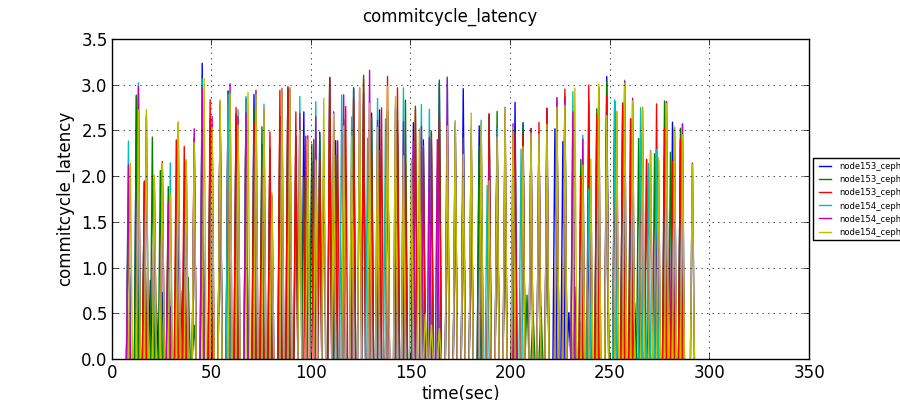 commitcycle_latency
commitcycle_latency
3.5
3.0
2.5
2.0
1.5
1.0
0.5
0.0
0 50 100 150 200 250 300 350
time(sec)
node153_ceph
node153_ceph
node153_ceph
node154_ceph
node154_ceph
node154_ceph